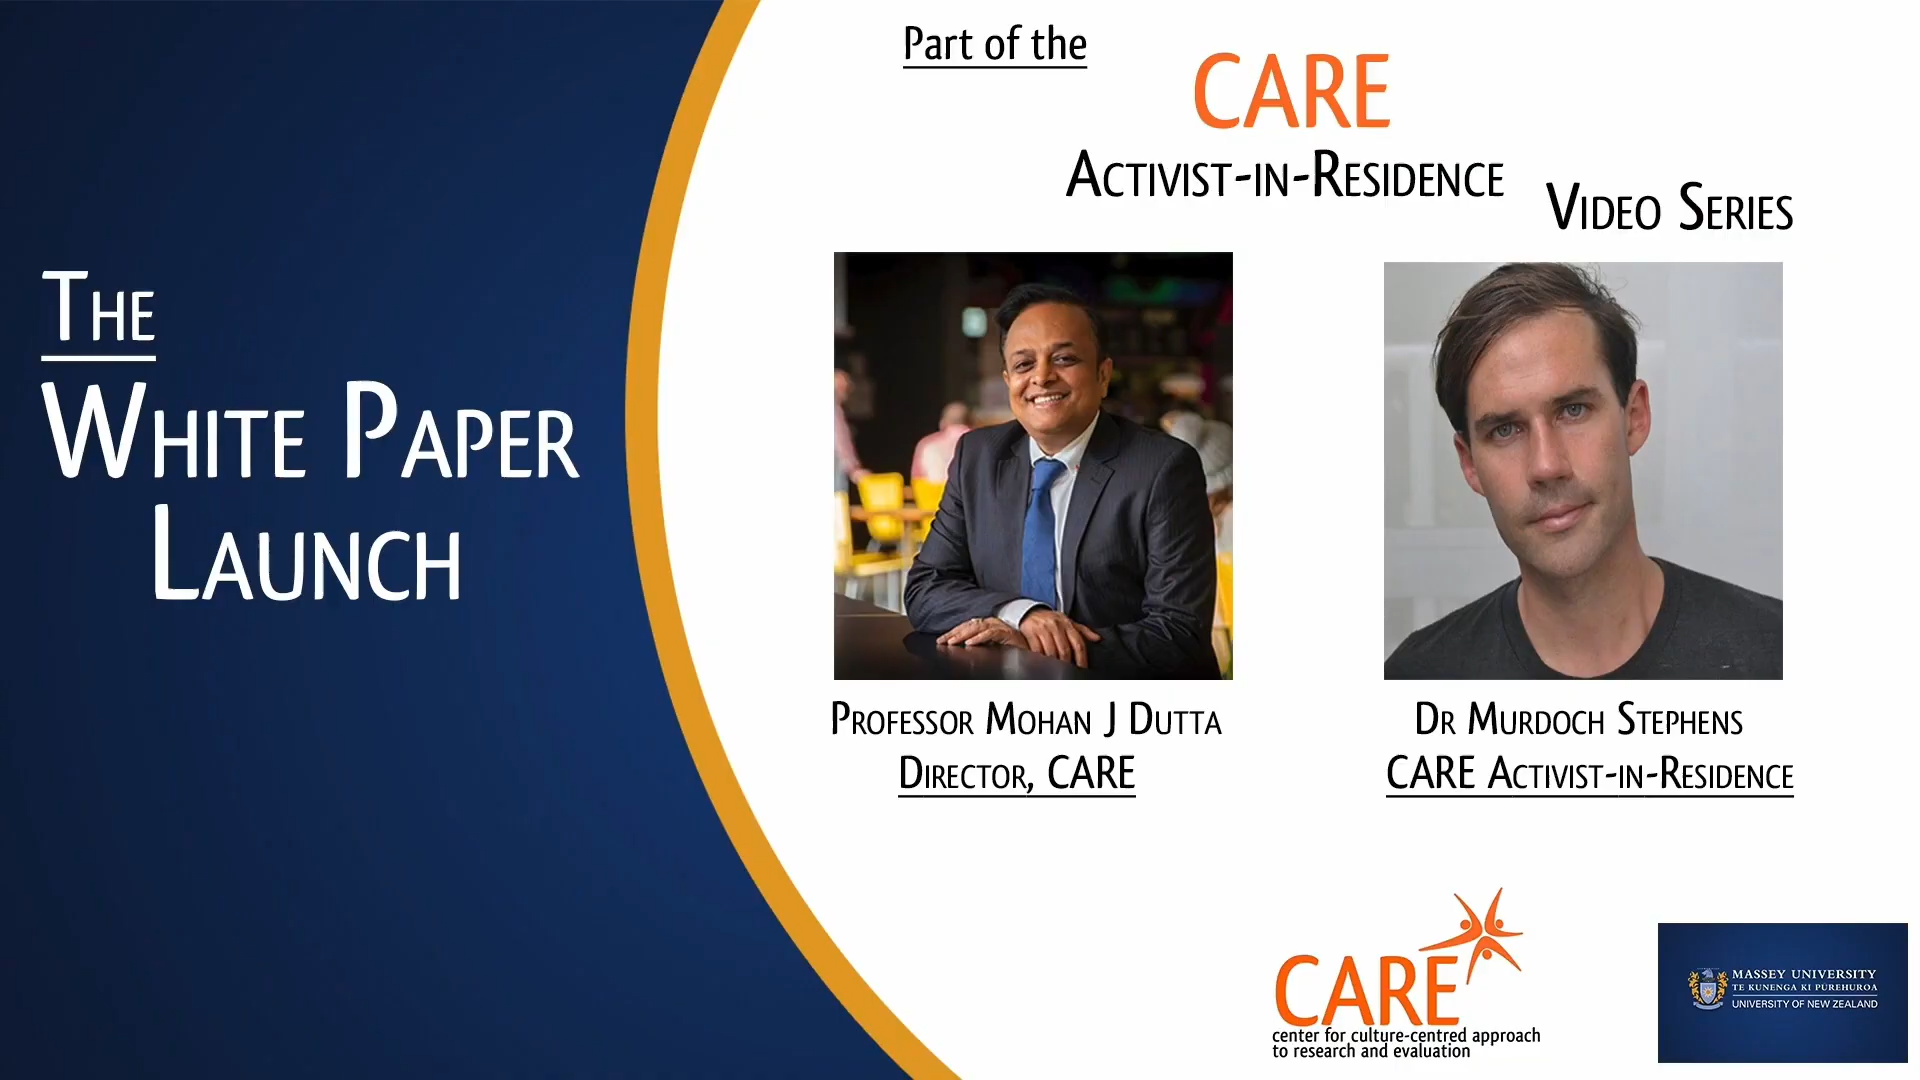 The
White Paper
Launch
Part of the
CARE
Activist-in-Residence
Video Series
Professor Mohan J Dutta
Director, CARE
Dr Murdoch Stephens
CARE Activist-in-Residence
CARE
center for culture-centred approach
to research and evaluation
MASSEY UNIVERSITY
TE KUNENGA KI PŪREHUROA
UNIVERSITY OF NEW ZEALAND